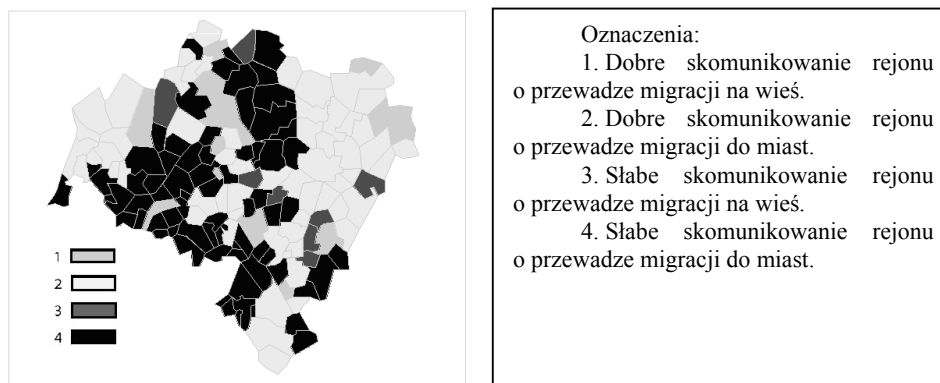 1
2
3
4
Oznaczenia:
1. Dobre skomunikowanie rejonu
o przewadze migracji na wieś.
2. Dobre skomunikowanie rejonu
o przewadze migracji do miast.
3. Słabe skomunikowanie rejonu
o przewadze migracji na wieś.
4. Słabe skomunikowanie rejonu
o przewadze migracji do miast.